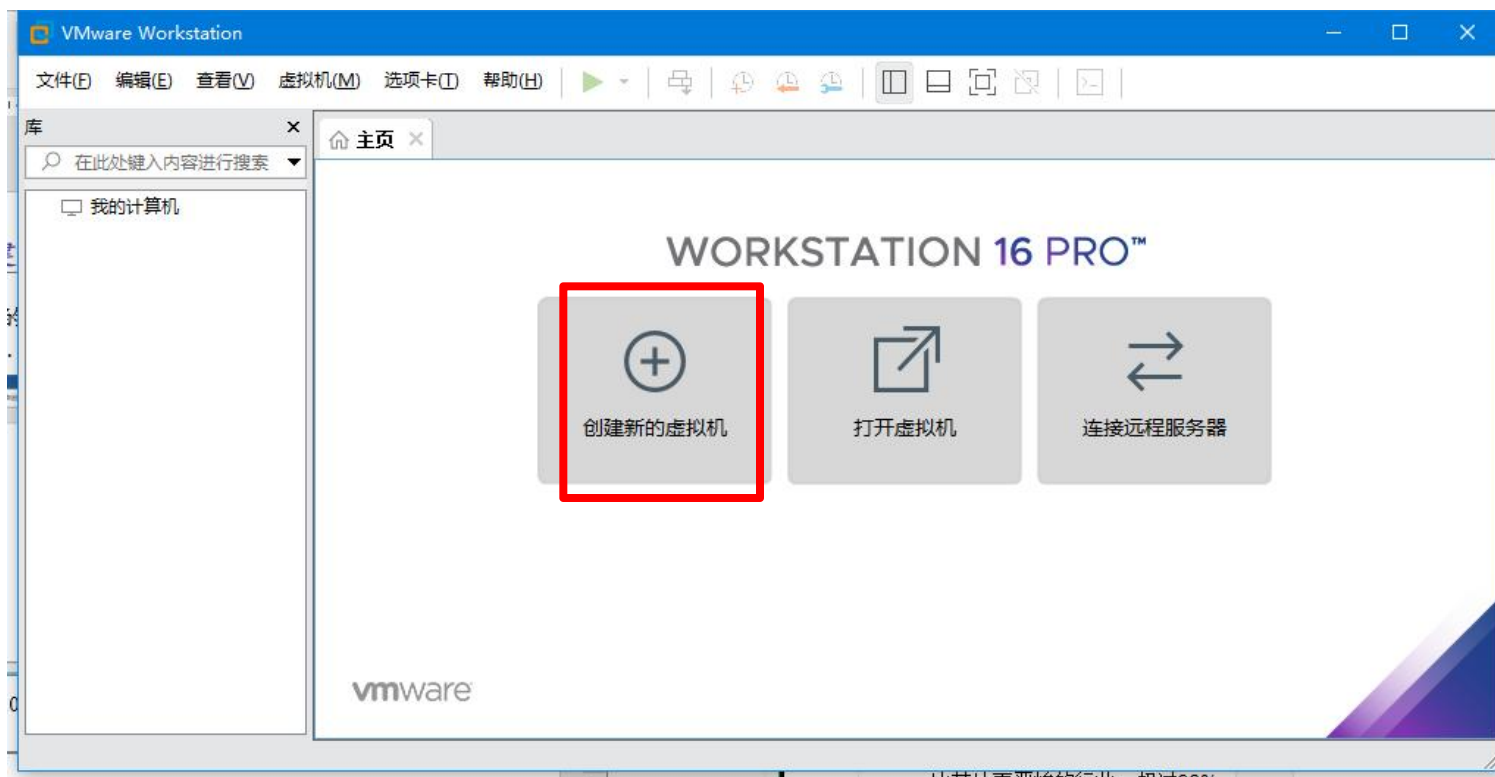 VMware Workstation
文件(F) 编辑(E) 查看(V) 虚拟机(M) 选项卡(T) 帮助(H)
库
主页
在此处键入内容进行搜索
我的计算机
WORKSTATION 16 PRO™
创建新的虚拟机 打开虚拟机 连接远程服务器
vmware